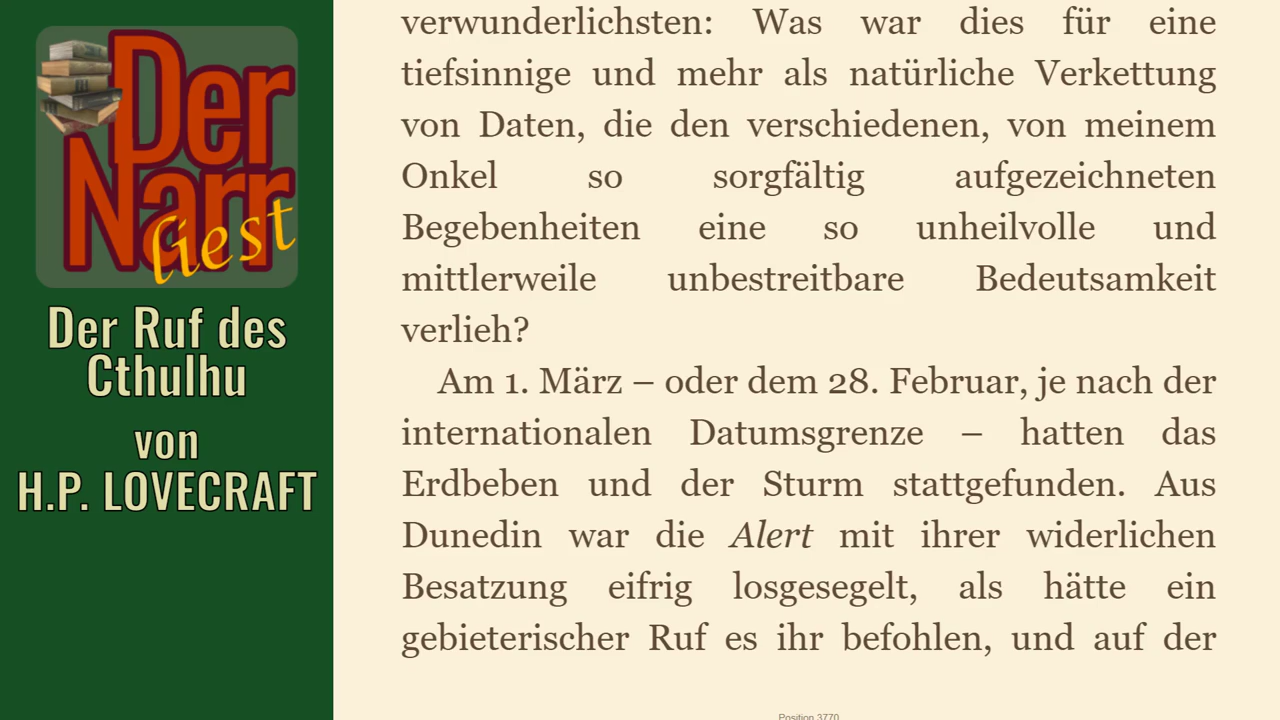 Der
Narr
liest
Der Ruf des
Cthulhu
von
H.P. LOVECRAFT
verwunderlichsten: Was war dies für eine
tiefsinnige und mehr als natürliche Verkettung
von Daten, die den verschiedenen, von meinem
Onkel so sorgfältig aufgezeichneten
Begebenheiten eine so unheilvolle und
mittlerweile unbestreitbare Bedeutsamkeit
verlieh?
Am 1. März – oder dem 28. Februar, je nach der
internationalen Datumsgrenze – hatten das
Erdbeben und der Sturm stattgefunden. Aus
Dunedin war die Alert mit ihrer widerlichen
Besatzung eifrig losgesegelt, als hätte ein
gebieterischer Ruf es ihr befohlen, und auf der
Position 3770